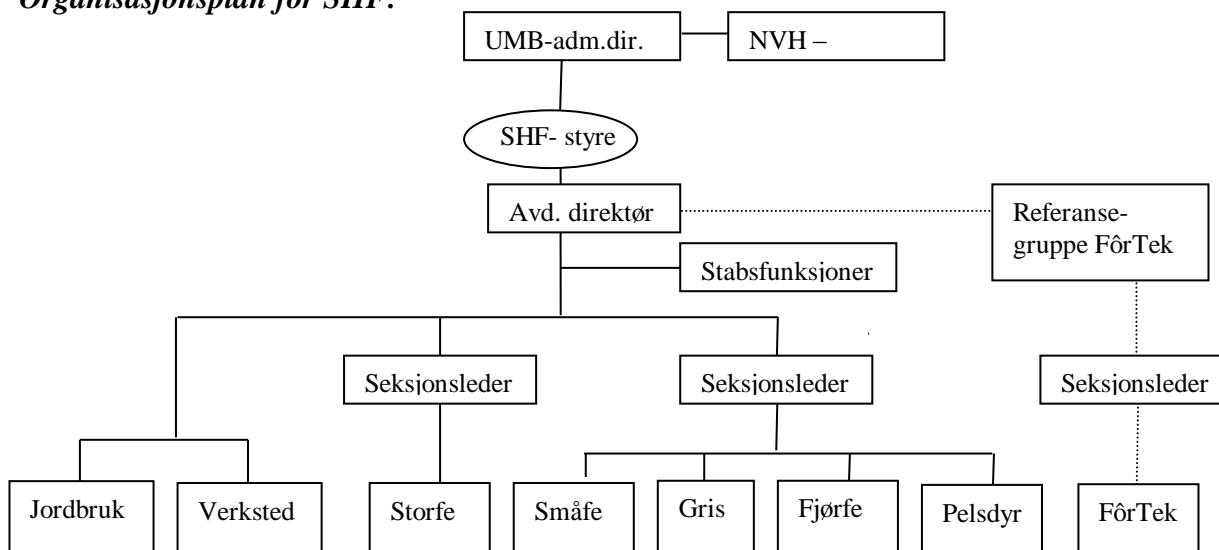 Organisasjonsplan for SHF:
UMB-adm.dir.
NVH –
SHF- styre
Avd. direktør
Referanse-
gruppe FôrTek
Stabsfunksjoner
Seksjonsleder
Seksjonsleder
Seksjonsleder
Jordbruk
Verksted
Storfe
Småfe
Gris
Fjørfe
Pelsdyr
FôrTek